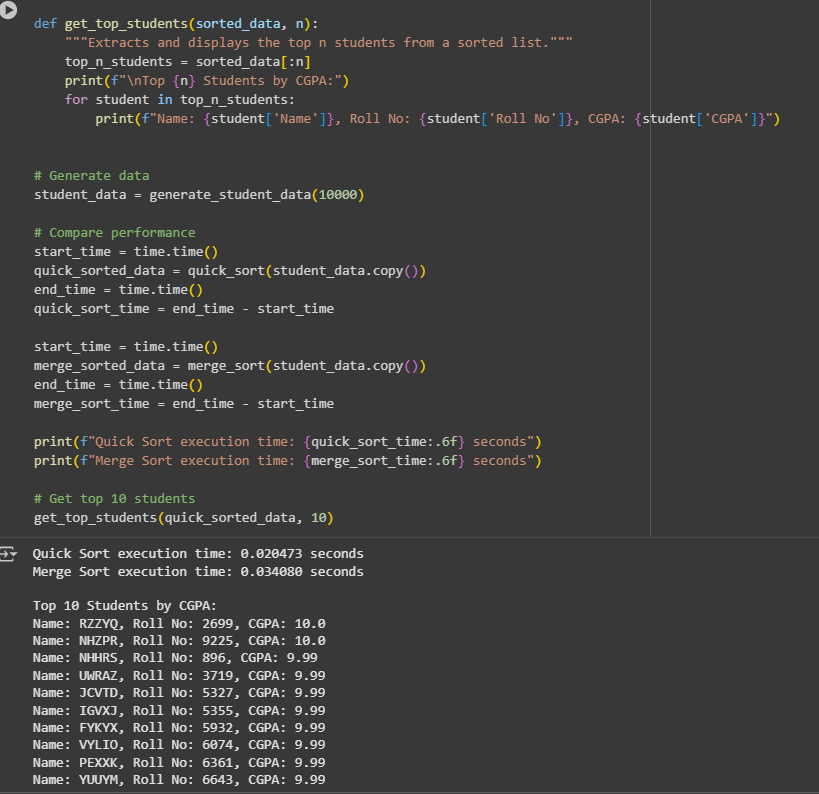 def get_top_students(sorted_data, n):
    """Extracts and displays the top n students from a sorted list."""
    top_n_students = sorted_data[:n]
    print(f"\nTop {n} Students by CGPA:")
    for student in top_n_students:
        print(f"Name: {student['Name']}, Roll No: {student['Roll No']}, CGPA: {student['CGPA']}")
# Generate data
student_data = generate_student_data(10000)
# Compare performance
start_time = time.time()
quick_sorted_data = quick_sort(student_data.copy())
end_time = time.time()
quick_sort_time = end_time - start_time
start_time = time.time()
merge_sorted_data = merge_sort(student_data.copy())
end_time = time.time()
merge_sort_time = end_time - start_time
print(f"Quick Sort execution time: {quick_sort_time:.6f} seconds")
print(f"Merge Sort execution time: {merge_sort_time:.6f} seconds")
# Get top 10 students
get_top_students(quick_sorted_data, 10)
Quick Sort execution time: 0.020473 seconds
Merge Sort execution time: 0.034080 seconds
Top 10 Students by CGPA:
Name: RZZYQ, Roll No: 2699, CGPA: 10.0
Name: NHZPR, Roll No: 9225, CGPA: 10.0
Name: NHHRS, Roll No: 896, CGPA: 9.99
Name: UWRAZ, Roll No: 3719, CGPA: 9.99
Name: JCVTD, Roll No: 5327, CGPA: 9.99
Name: IGVXJ, Roll No: 5355, CGPA: 9.99
Name: FYKYX, Roll No: 5932, CGPA: 9.99
Name: VYLIO, Roll No: 6074, CGPA: 9.99
Name: PEXXK, Roll No: 6361, CGPA: 9.99
Name: YUUYM, Roll No: 6643, CGPA: 9.99